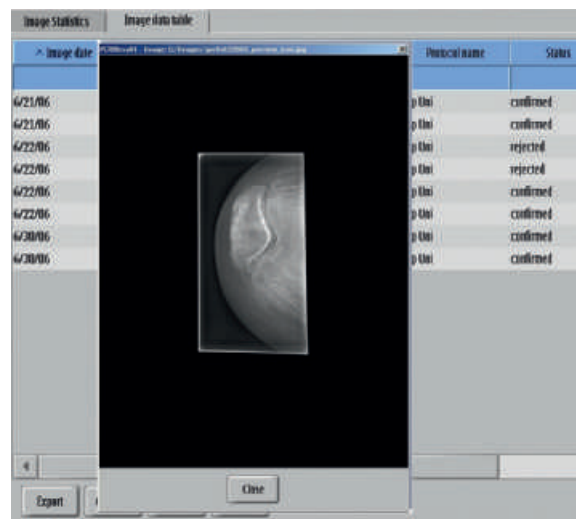 Image Statistics
Image data table
^ Image date
Protocol name
Status
6/21/06
p Uni
confirmed
6/21/06
p Uni
confirmed
6/22/06
p Uni
rejected
6/22/06
p Uni
rejected
6/22/06
p Uni
confirmed
6/22/06
p Uni
confirmed
6/30/06
p Uni
confirmed
6/30/06
p Uni
confirmed
Close
Export